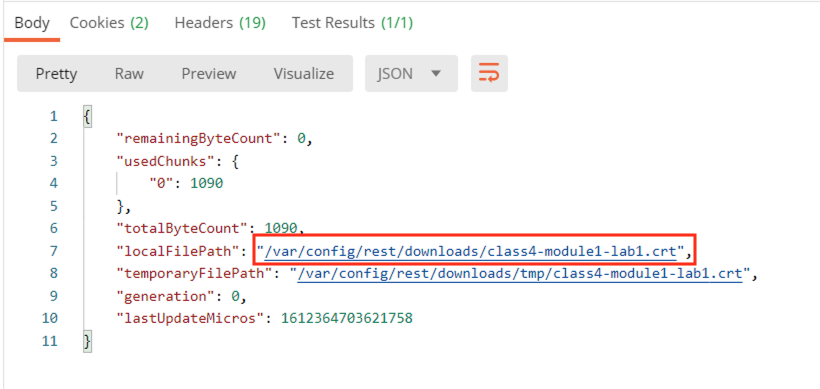 Body Cookies (2) Headers (19) Test Results (1/1)
Pretty Raw Preview Visualize JSON
1 {
2 "remainingByteCount": 0,
3 "usedChunks": {
4 "0": 1090
5 },
6 "totalByteCount": 1090,
7 "localFilePath": "/var/config/rest/downloads/class4-module1-lab1.crt",
8 "temporaryFilePath": "/var/config/rest/downloads/tmp/class4-module1-lab1.crt",
9 "generation": 0,
10 "lastUpdateMicros": 1612364703621758
11 }